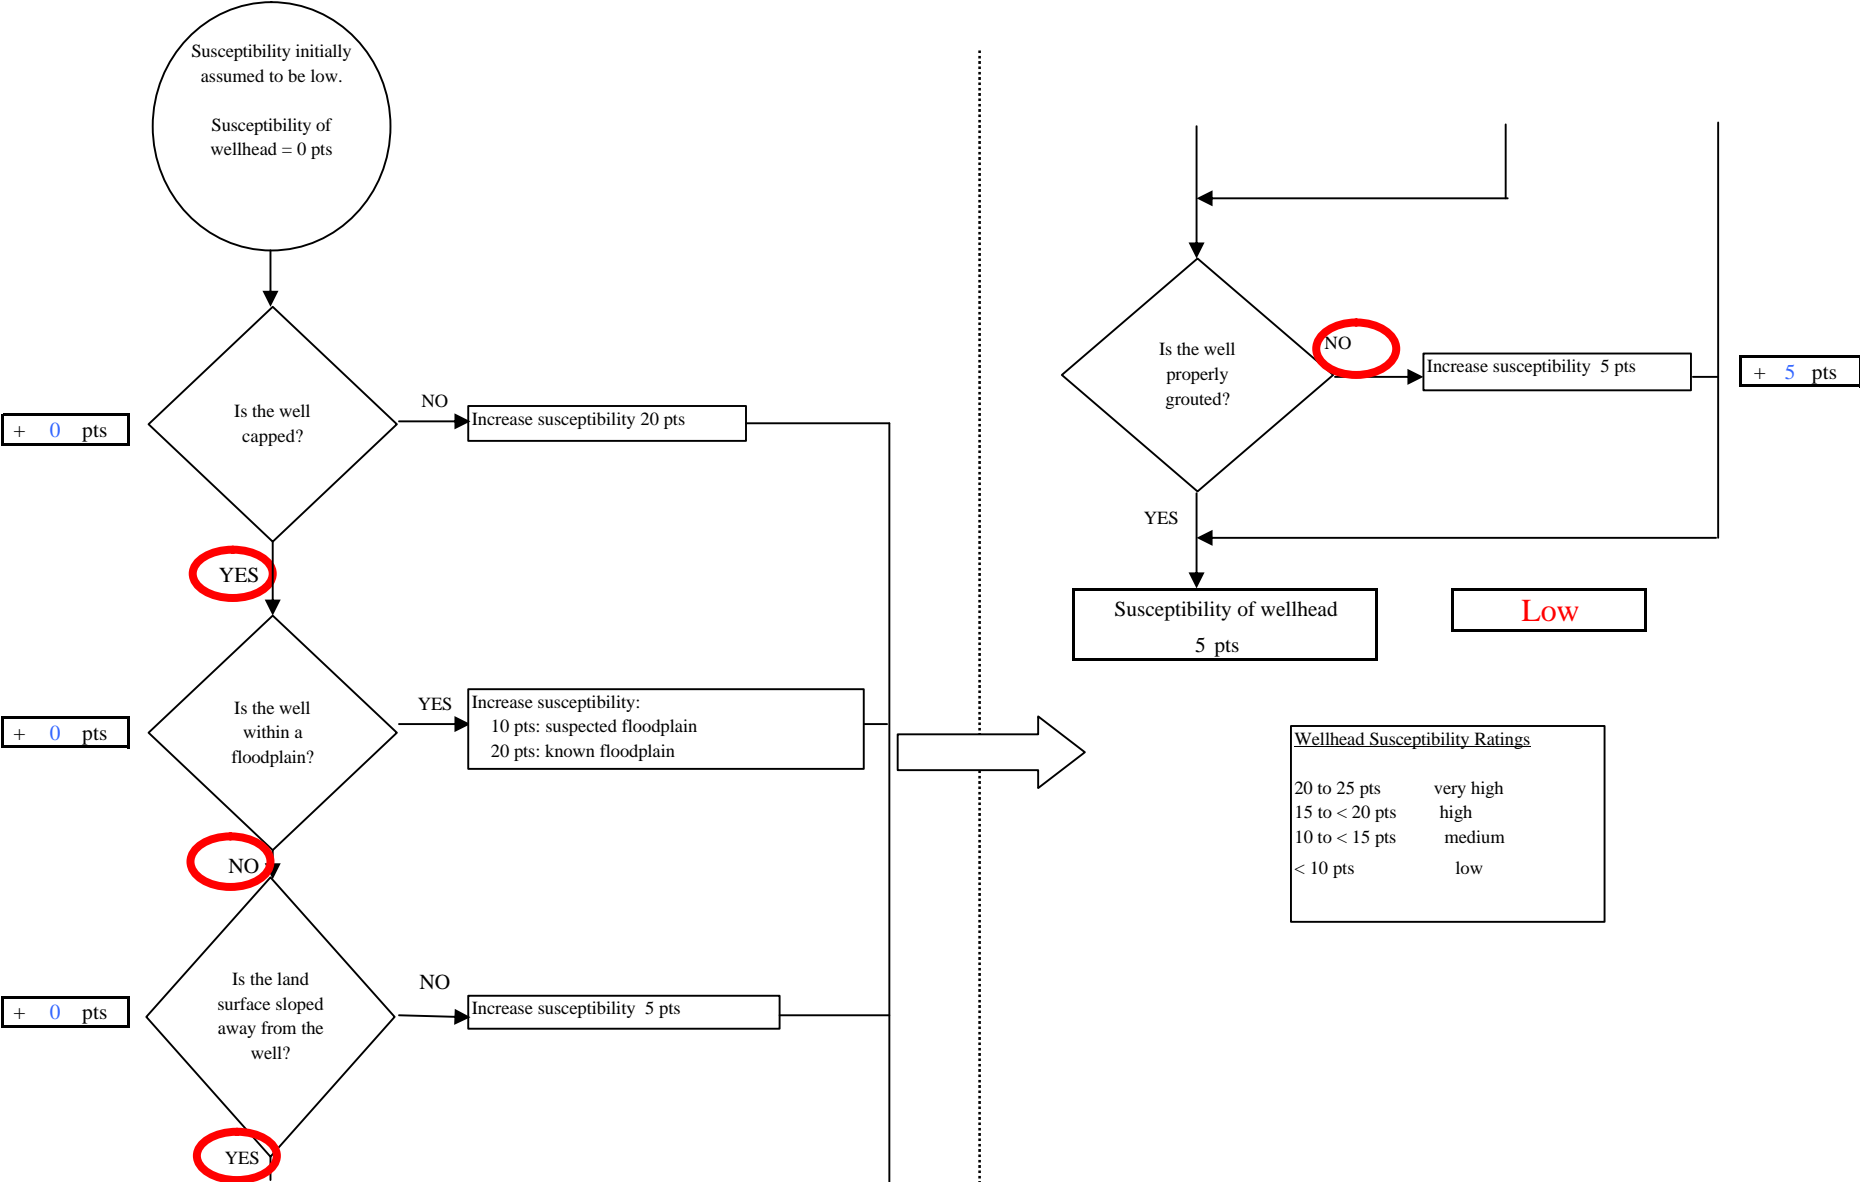 Susceptibility initially
assumed to be low.
Susceptibility of
wellhead = 0 pts
+ 0 pts
Is the well
capped?
NO
Increase susceptibility 20 pts
YES
+ 0 pts
Is the well
within a
floodplain?
YES
Increase susceptibility:
10 pts: suspected floodplain
20 pts: known floodplain
NO
+ 0 pts
Is the land
surface sloped
away from the
well?
NO
Increase susceptibility 5 pts
YES
Is the well
properly
grouted?
NO
Increase susceptibility 5 pts
+ 5 pts
YES
Susceptibility of wellhead
5 pts
Low
Wellhead Susceptibility Ratings
20 to 25 pts very high
15 to < 20 pts high
10 to < 15 pts medium
< 10 pts low